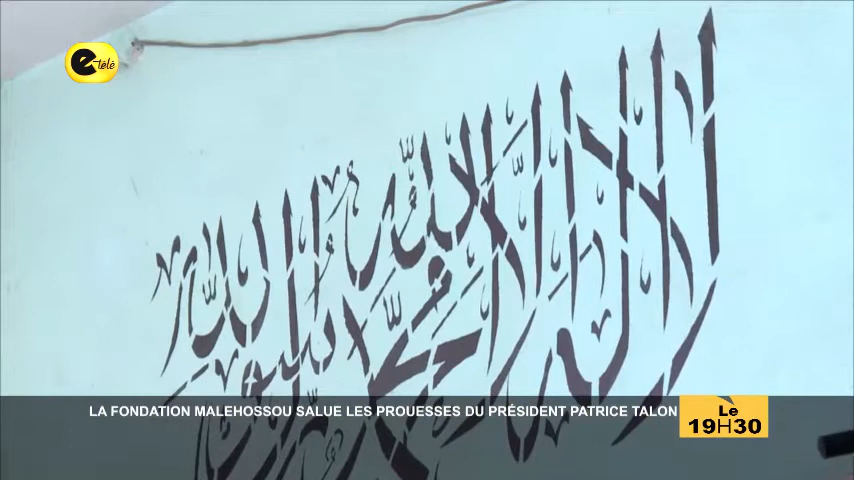 e-télé
لا إله إلا الله محمد رسول الله
LA FONDATION MALEHOSSOU SALUE LES PROUESSES DU PRÉSIDENT PATRICE TALON
Le
19H30